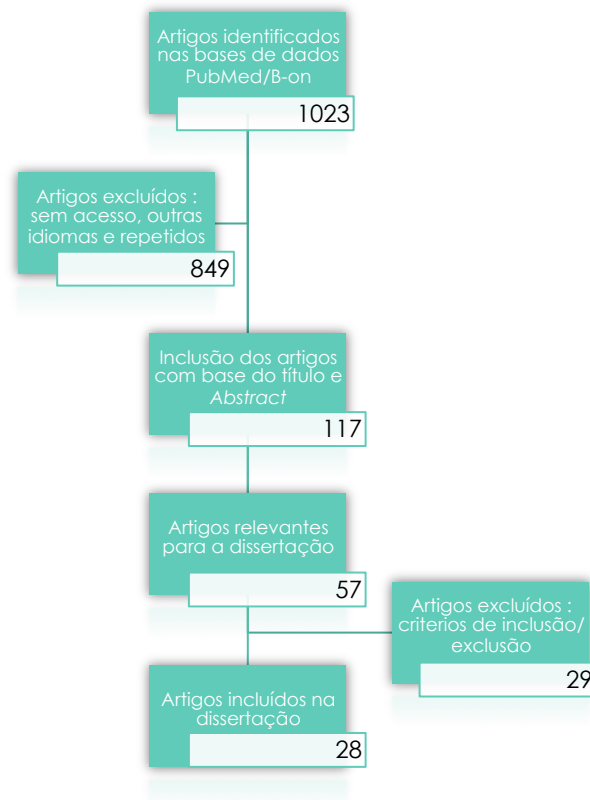 Artigos identificados
nas bases de dados
PubMed/B-on
1023
Artigos excluídos :
sem acesso, outras
idiomas e repetidos
849
Inclusão dos artigos
com base do título e
Abstract
117
Artigos relevantes
para a dissertação
57
Artigos excluídos :
criterios de inclusão/
exclusão
29
Artigos incluídos na
dissertação
28